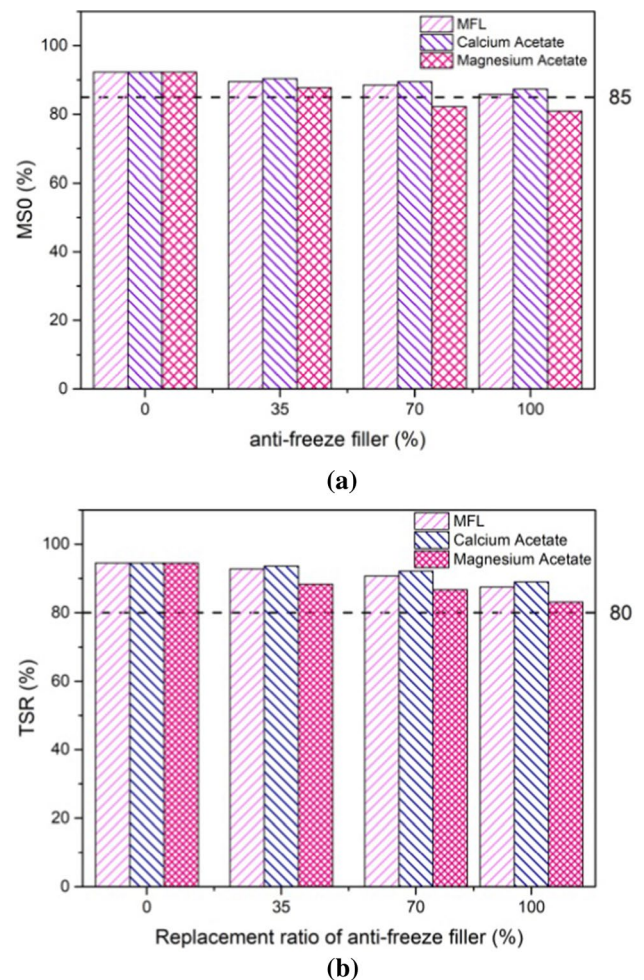 MFL
Calcium Acetate
Magnesium Acetate
100
80
60
40
20
0
MS0 (%)
85
0 35 70 100
anti-freeze filler (%)
(a)
MFL
Calcium Acetate
Magnesium Acetate
100
80
60
40
20
0
TSR (%)
80
0 35 70 100
Replacement ratio of anti-freeze filler (%)
(b)